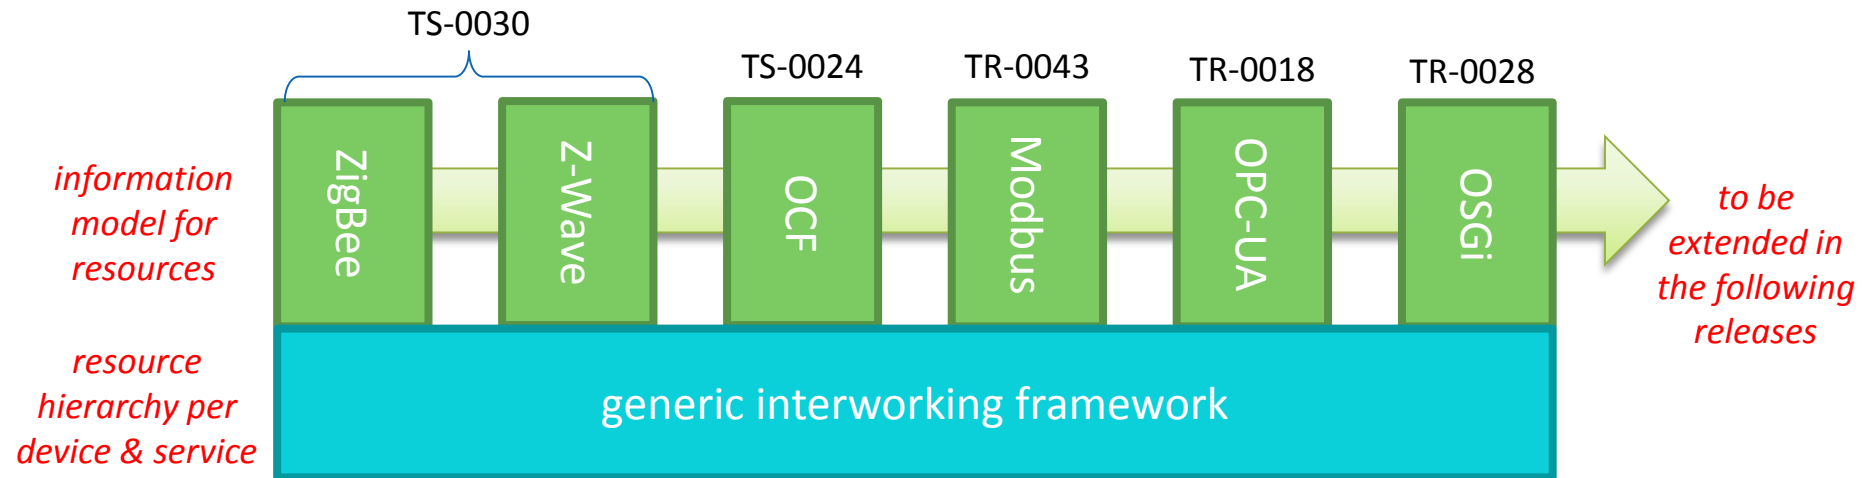 TS-0030
TS-0024
TR-0043
TR-0018
TR-0028
information
model for
resources
ZigBee
Z-Wave
OCF
Modbus
OPC-UA
OSGi
to be
extended in
the following
releases
resource
hierarchy per
device & service
generic interworking framework